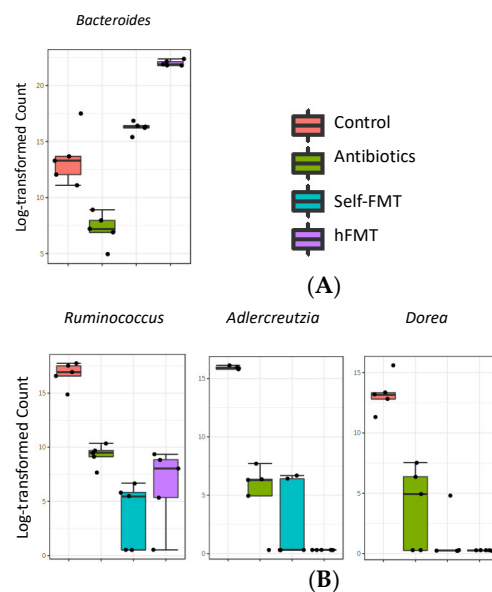 Bacteroides
Log-transformed Count
20
15
10
5
Control
Antibiotics
Self-FMT
hFMT
(A)
Ruminococcus
Adlercreutzia
Dorea
Log-transformed Count
15
10
5
0
15
10
5
0
15
10
5
0
(B)